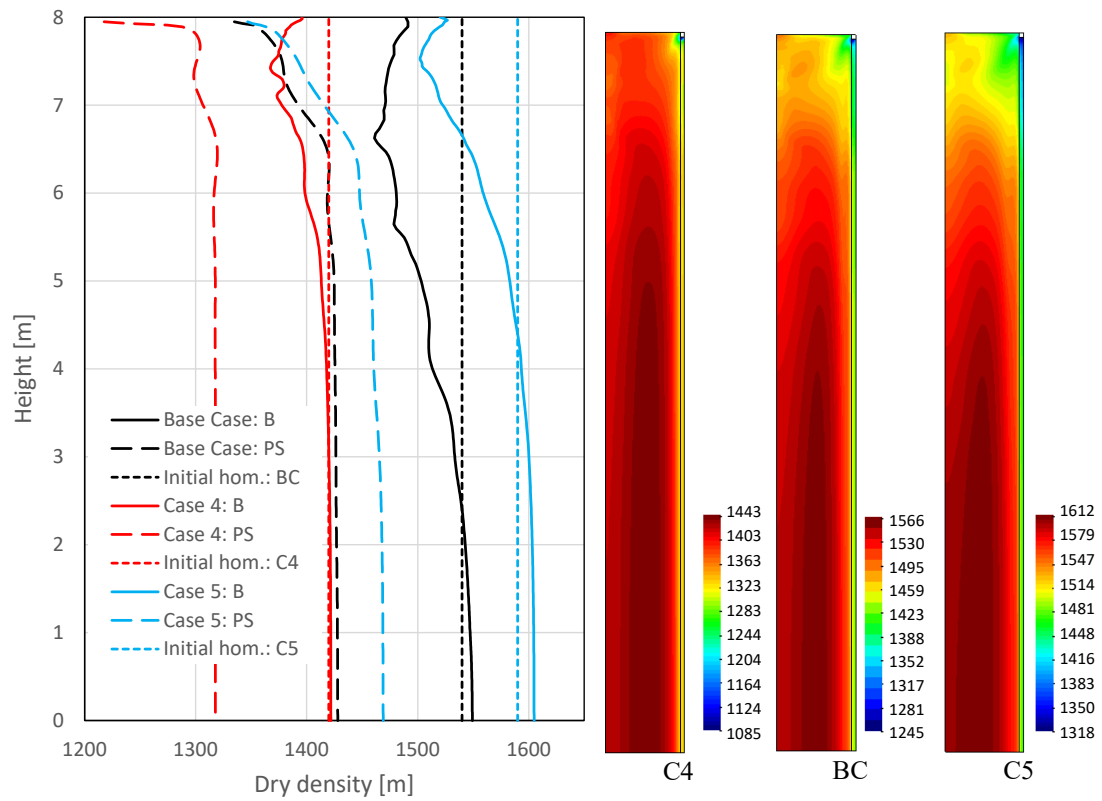 8
7
6
5
4
3
2
1
0
Height [m]
Base Case: B
Base Case: PS
Initial hom.: BC
Case 4: B
Case 4: PS
Initial hom.: C4
Case 5: B
Case 5: PS
Initial hom.: C5
1200 1300 1400 1500 1600
Dry density [m]
1443
1403
1363
1323
1283
1244
1204
1164
1124
1085
C4
1566
1530
1495
1459
1423
1388
1352
1317
1281
1245
BC
1612
1579
1547
1514
1481
1448
1416
1383
1350
1318
C5